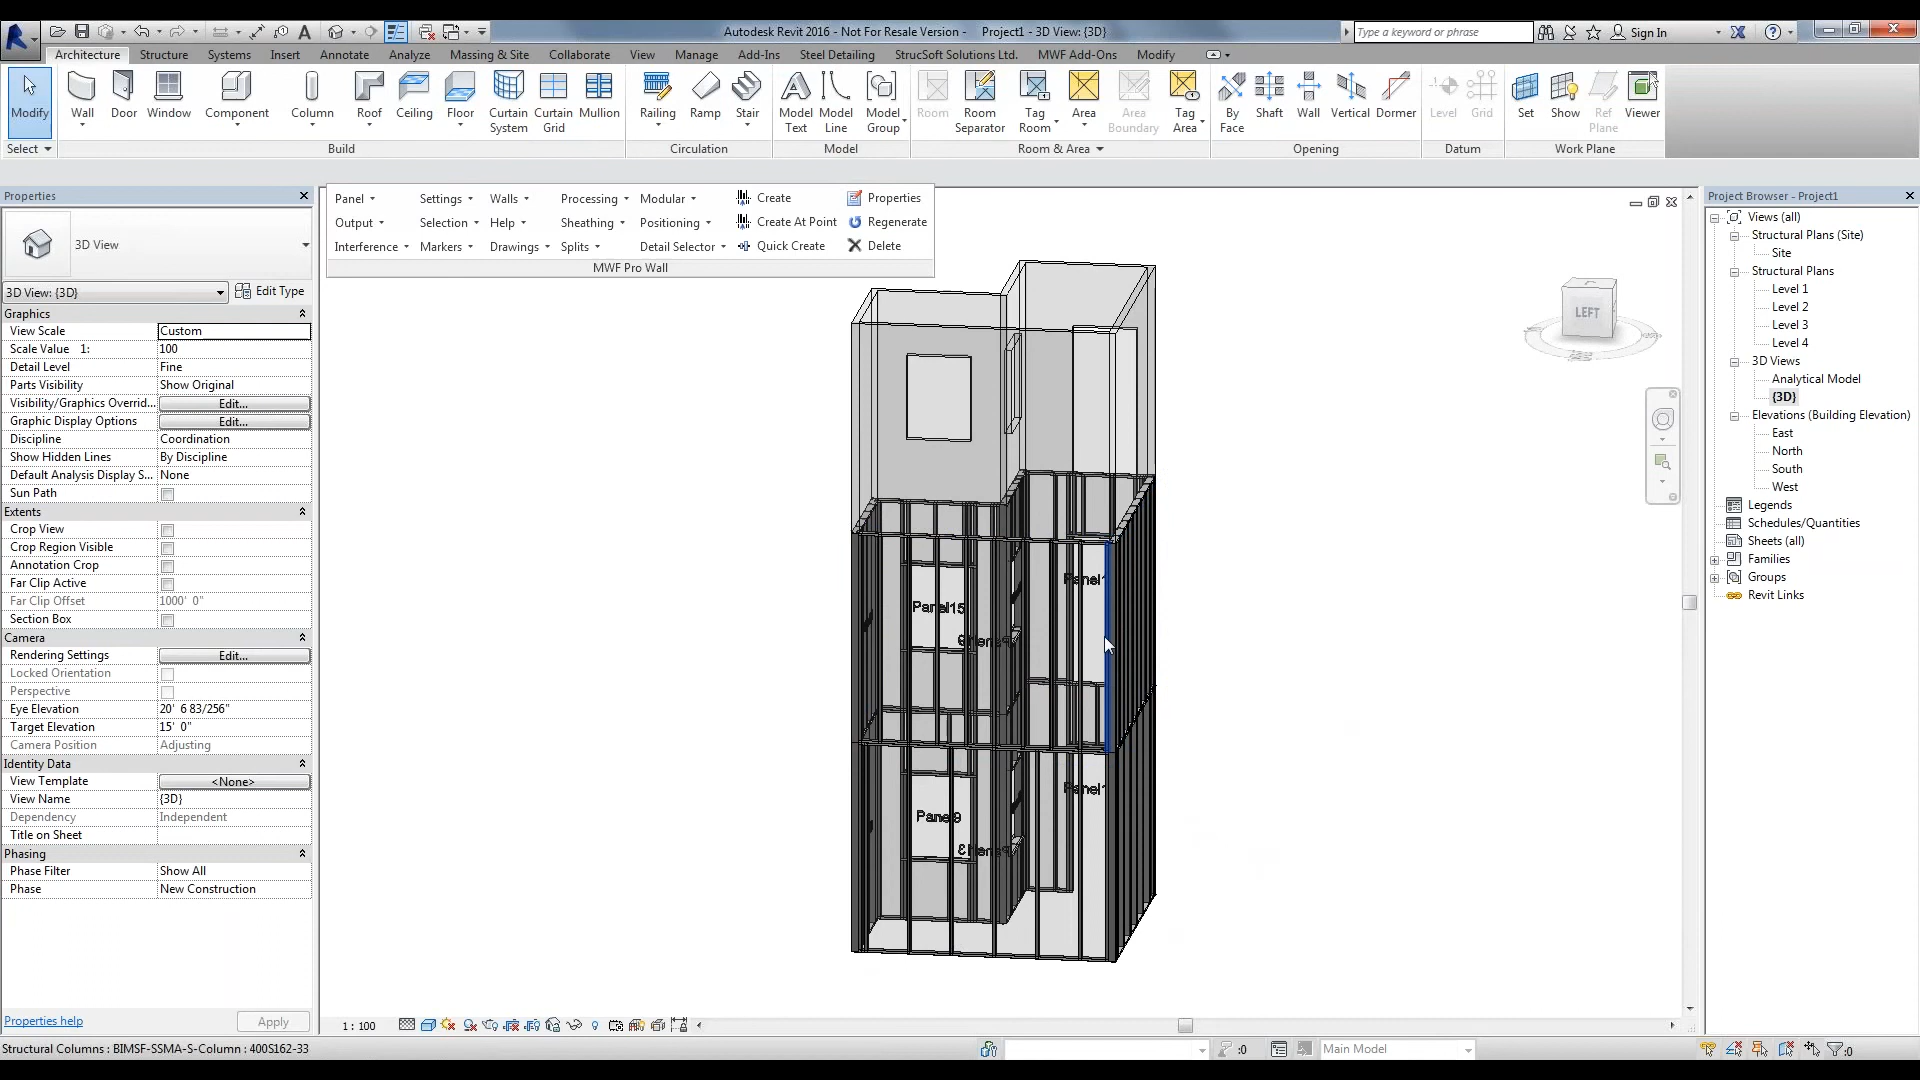 Autodesk Revit 2016 - Not For Resale Version - Project1 - 3D View: {3D}
Type a keyword or phrase
Sign In
Architecture Structure Systems Insert Annotate Analyze Massing & Site Collaborate View Manage Add-Ins Steel Detailing StrucSoft Solutions Ltd. MWF Add-Ons Modify
Modify Wall Door Window Component Column Roof Ceiling Floor Curtain System Curtain Grid Mullion Railing Ramp Stair Model Text Model Line Model Group Room Room Separator Tag Room Area Area Boundary Tag Area By Face Shaft Wall Vertical Dormer Level Grid Set Show Ref Plane Viewer
Select Build Circulation Model Room & Area Opening Datum Work Plane
Properties
3D View
3D View: {3D} Edit Type
Graphics
View Scale Custom
Scale Value 1: 100
Detail Level Fine
Parts Visibility Show Original
Visibility/Graphics Overrid... Edit...
Graphic Display Options Edit...
Discipline Coordination
Show Hidden Lines By Discipline
Default Analysis Display S... None
Sun Path
Extents
Crop View
Crop Region Visible
Annotation Crop
Far Clip Active
Far Clip Offset 1000' 0"
Section Box
Camera
Rendering Settings Edit...
Locked Orientation
Perspective
Eye Elevation 20' 6 83/256"
Target Elevation 15' 0"
Camera Position Adjusting
Identity Data
View Template <None>
View Name {3D}
Dependency Independent
Title on Sheet
Phasing
Phase Filter Show All
Phase New Construction
Properties help Apply
Panel Settings Walls Processing Modular Create Properties
Output Selection Help Sheathing Positioning Create At Point Regenerate
Interference Markers Drawings Splits Detail Selector Quick Create Delete
MWF Pro Wall
LEFT
Panel1
Panel15
Panel1
Panel9
Project Browser - Project1
Views (all)
Structural Plans (Site)
Site
Structural Plans
Level 1
Level 2
Level 3
Level 4
3D Views
Analytical Model
{3D}
Elevations (Building Elevation)
East
North
South
West
Legends
Schedules/Quantities
Sheets (all)
Families
Groups
Revit Links
1 : 100
Structural Columns : BIMSF-SSMA-S-Column : 400S162-33
:0
Main Model
:0